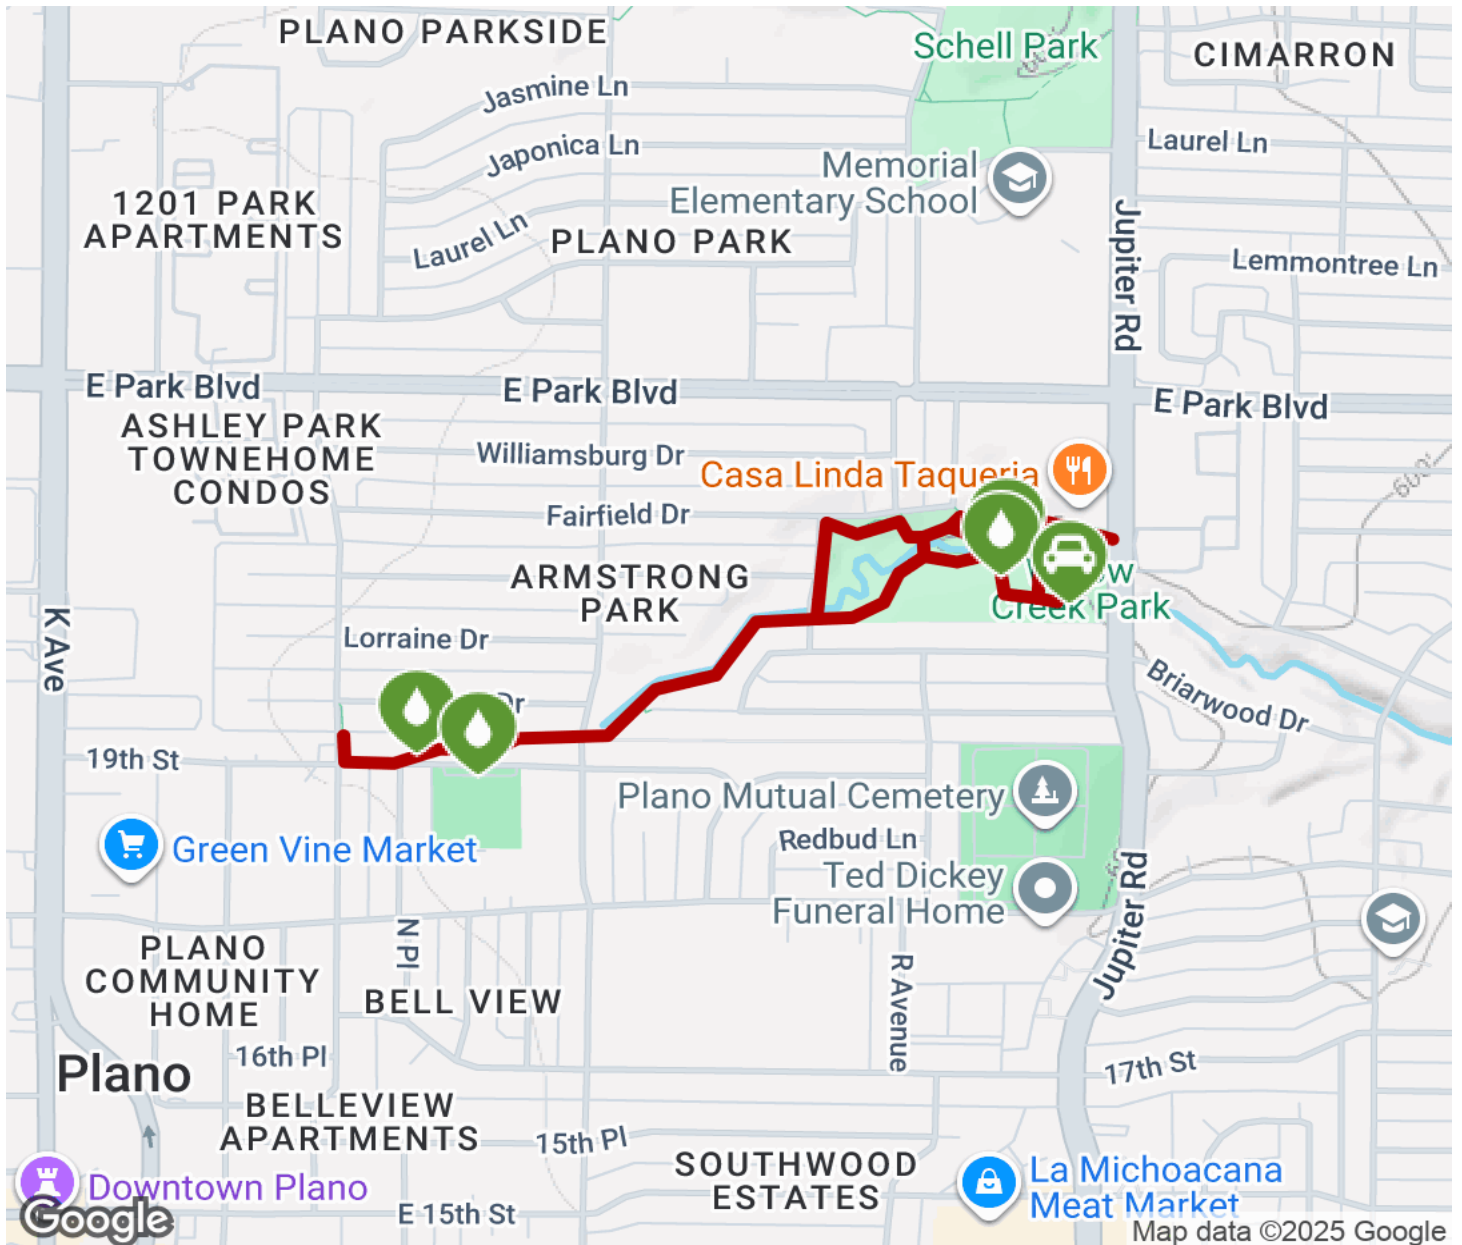 PLANO PARKSIDE
Schell Park
CIMARRON
Jasmine Ln
Laurel Ln
Japonica Ln
Memorial
Elementary School
1201 PARK
APARTMENTS
Laurel Ln
PLANO PARK
Jupiter Rd
Lemmontree Ln
E Park Blvd
E Park Blvd
E Park Blvd
ASHLEY PARK
TOWNEHOME
CONDOS
Williamsburg Dr
Casa Linda Taqueria
600'
Fairfield Dr
ARMSTRONG
PARK
Creek Park
K Ave
Lorraine Dr
Briarwood Dr
Dr
19th St
Plano Mutual Cemetery
Green Vine Market
Redbud Ln
Ted Dickey
Funeral Home
Jupiter Rd
N Pl
PLANO
COMMUNITY
HOME
BELL VIEW
R Avenue
16th Pl
Plano
17th St
BELLEVIEW
APARTMENTS
15th Pl
SOUTHWOOD
ESTATES
La Michoacana
Meat Market
Downtown Plano
E 15th St
Google
Map data ©2025 Google